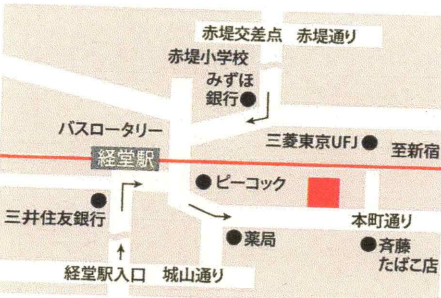 赤堤交差点 赤堤通り
赤堤小学校
みずほ
銀行
バスロータリー
三菱東京UFJ
至新宿
経堂駅
ピーコック
三井住友銀行
本町通り
薬局
斉藤
たばこ店
経堂駅入口 城山通り